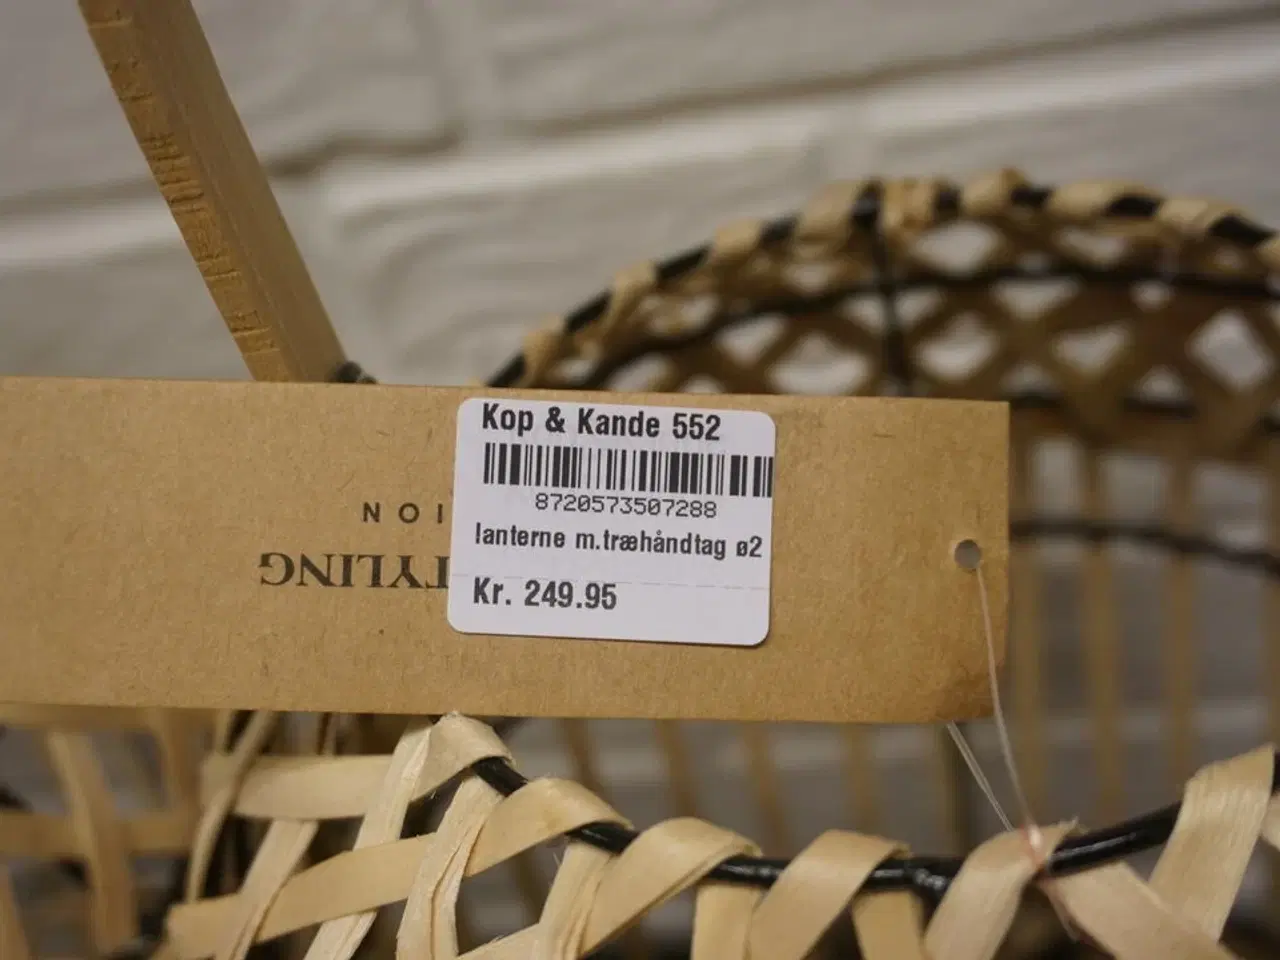 Kop & Kande 552
8720573507288
lanterne m.træhåndtag ø2
Kr. 249.95
ION
TYLING